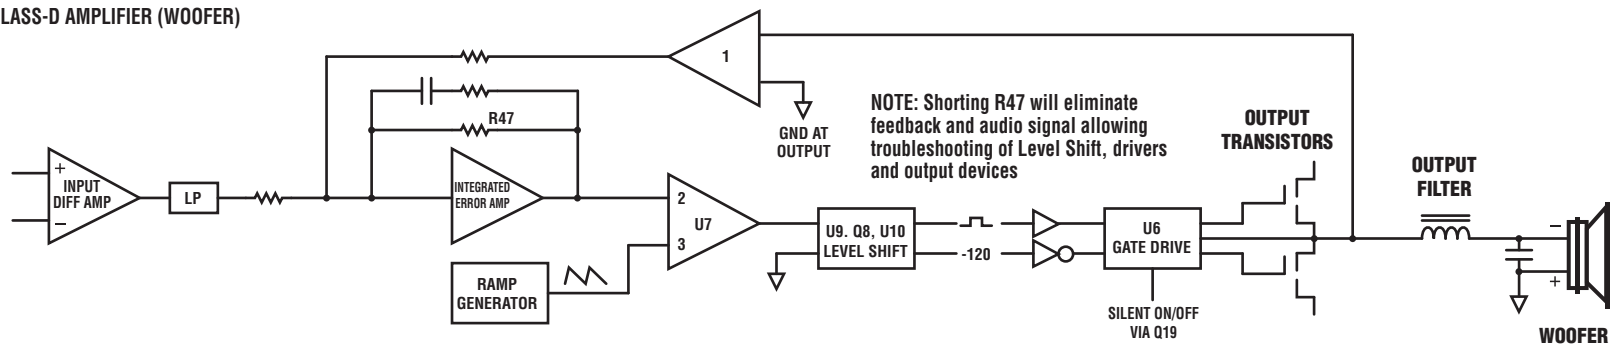 LASS-D AMPLIFIER (WOOFER)
1
R47
GND AT
OUTPUT
NOTE: Shorting R47 will eliminate
feedback and audio signal allowing
troubleshooting of Level Shift, drivers
and output devices
OUTPUT
TRANSISTORS
OUTPUT
FILTER
+
INPUT
DIFF AMP
−
LP
INTEGRATED
ERROR AMP
2
U7
3
RAMP
GENERATOR
U9. Q8, U10
LEVEL SHIFT
-120
U6
GATE DRIVE
SILENT ON/OFF
VIA Q19
−
+
WOOFER